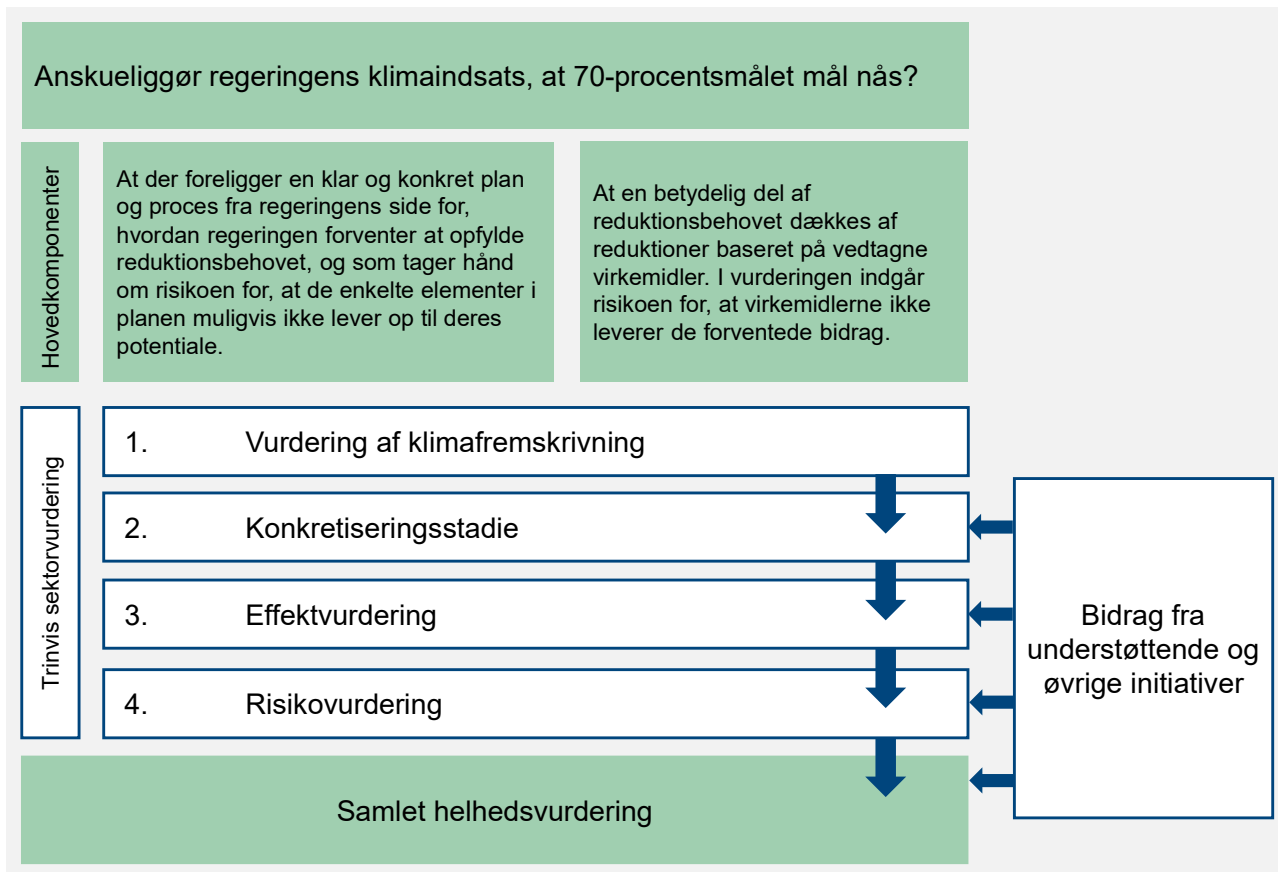 Anskueliggør regeringens klimaindsats, at 70-procentsmålet mål nås?
Hovedkomponenter
At der foreligger en klar og konkret plan
og proces fra regeringens side for,
hvordan regeringen forventer at opfylde
reduktionsbehovet, og som tager hånd
om risikoen for, at de enkelte elementer i
planen muligvis ikke lever op til deres
potentiale.
At en betydelig del af
reduktionsbehovet dækkes af
reduktioner baseret på vedtagne
virkemidler. I vurderingen indgår
risikoen for, at virkemidlerne ikke
leverer de forventede bidrag.
Trinvis sektorvurdering
1. Vurdering af klimafremskrivning
2. Konkretiseringsstadie
3. Effektvurdering
4. Risikovurdering
Bidrag fra
understøttende og
øvrige initiativer
Samlet helhedsvurdering